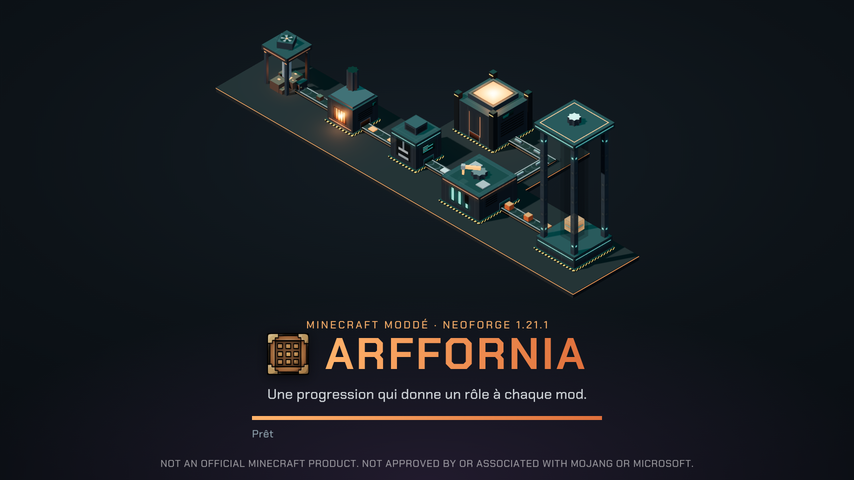 MINECRAFT MODDÉ · NEOFORGE 1.21.1
ARFFORNIA
Une progression qui donne un rôle à chaque mod.
Prêt
NOT AN OFFICIAL MINECRAFT PRODUCT. NOT APPROVED BY OR ASSOCIATED WITH MOJANG OR MICROSOFT.